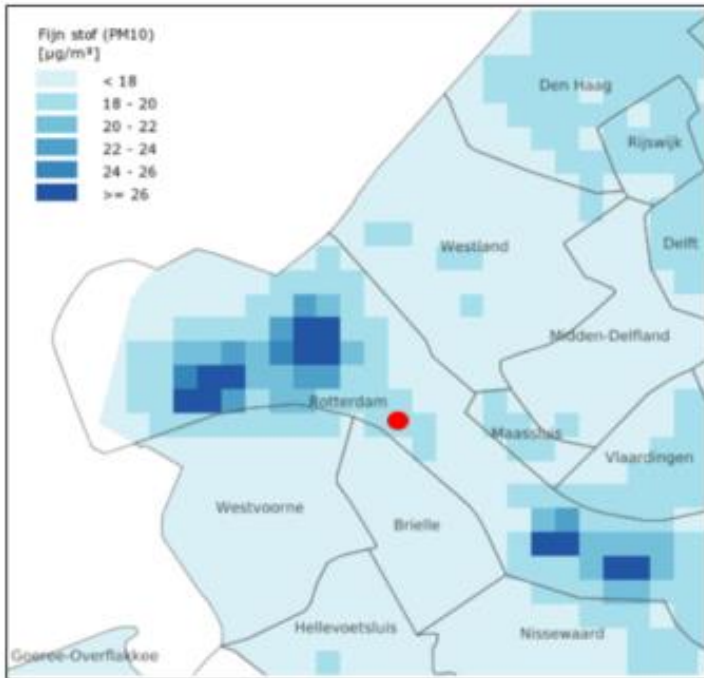 Fijn stof (PM10)
[µg/m³]
< 18
18 - 20
20 - 22
22 - 24
24 - 26
>= 26
Den Haag
Rijswijk
Westland
Delft
Midden-Delfland
Rotterdam
Maassluis
Vlaardingen
Westvoorne
Brielle
Hellevoetsluis
Nissewaard
Goeree-Overflakkee